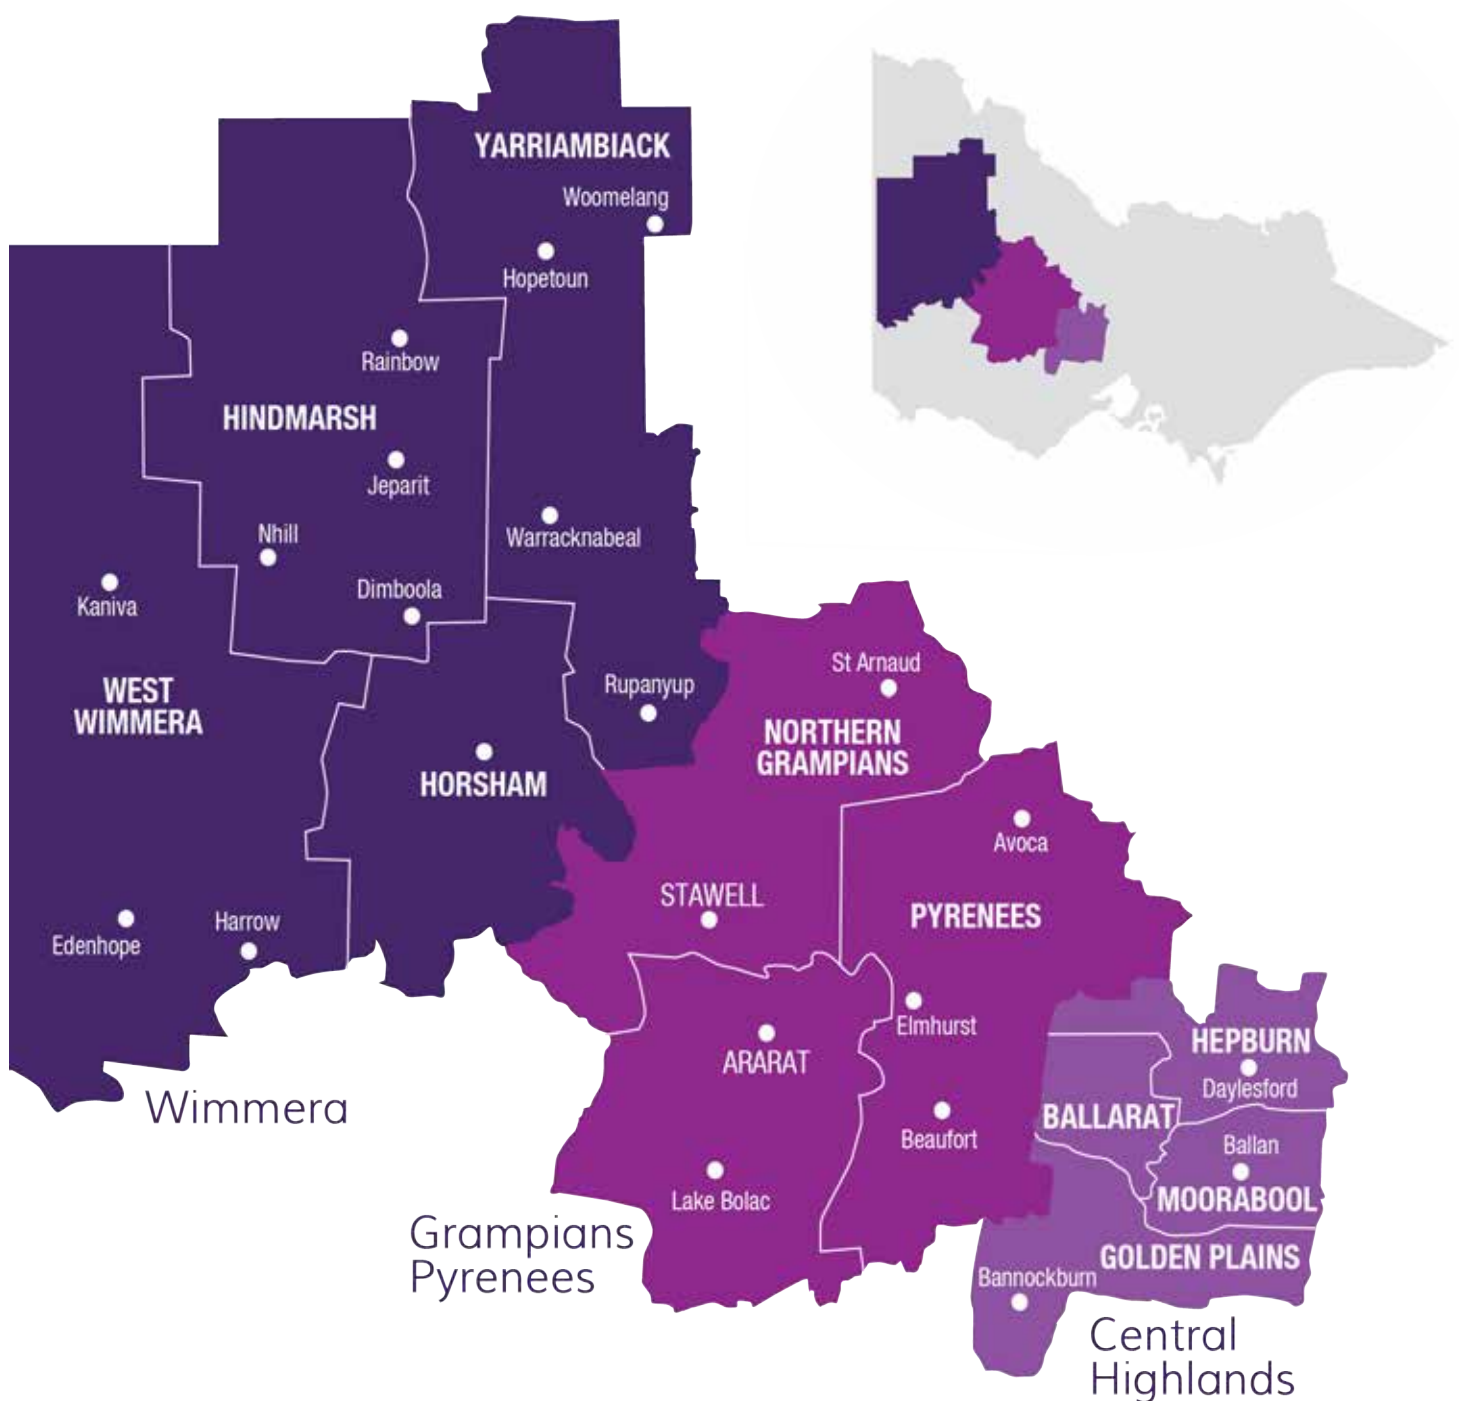 YARRIAMBIACK
Woomelang
Hopetoun
Rainbow
HINDMARSH
Jeparit
Nhill
Warracknabeal
Dimboola
Kaniva
WEST
WIMMERA
Rupanyup
St Arnaud
NORTHERN
GRAMPIANS
HORSHAM
Avoca
STAWELL
PYRENEES
Edenhope
Harrow
Elmhurst
ARARAT
HEPBURN
Daylesford
Wimmera
BALLARAT
Beaufort
Ballan
Lake Bolac
MOORABOOL
Grampians
Pyrenees
GOLDEN PLAINS
Bannockburn
Central
Highlands